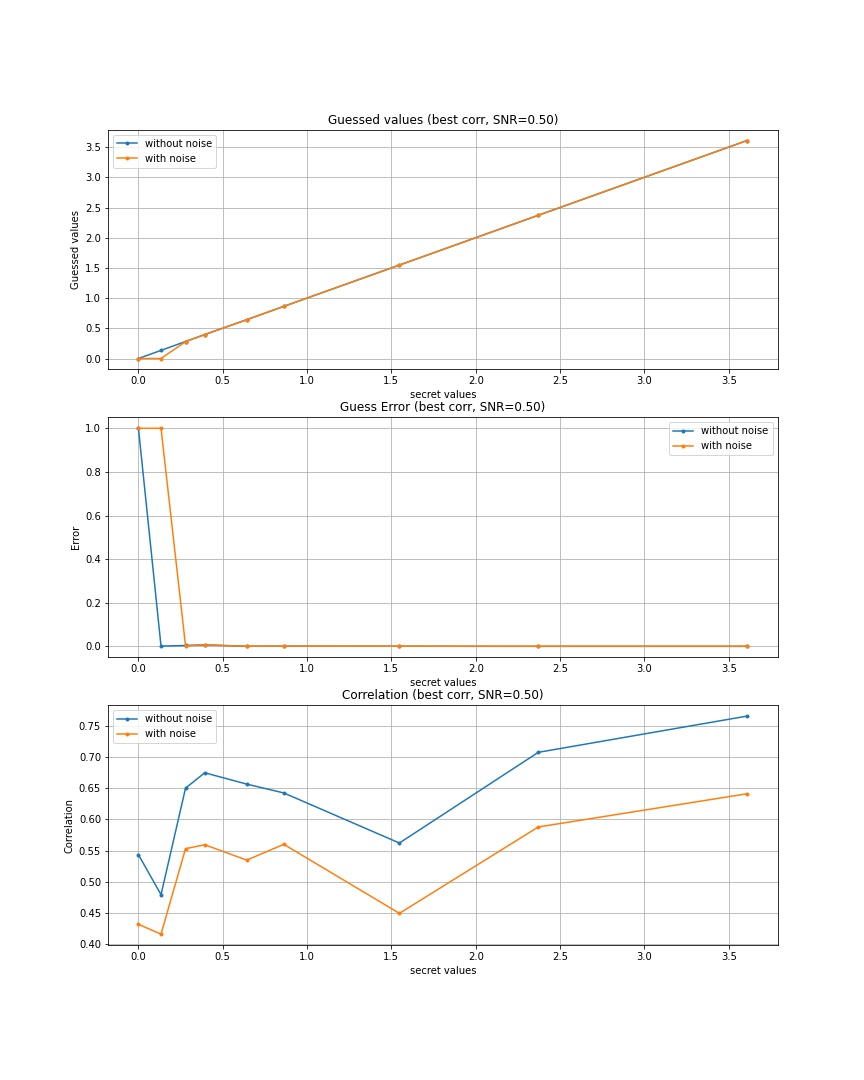 Guessed values (best corr, SNR=0.50)
without noise
with noise
3.5
3.0
2.5
2.0
1.5
1.0
0.5
0.0
Guessed values
0.0 0.5 1.0 1.5 2.0 2.5 3.0 3.5
secret values
Guess Error (best corr, SNR=0.50)
without noise
with noise
1.0
0.8
0.6
0.4
0.2
0.0
Error
0.0 0.5 1.0 1.5 2.0 2.5 3.0 3.5
secret values
Correlation (best corr, SNR=0.50)
without noise
with noise
0.75
0.70
0.65
0.60
0.55
0.50
0.45
0.40
Correlation
0.0 0.5 1.0 1.5 2.0 2.5 3.0 3.5
secret values